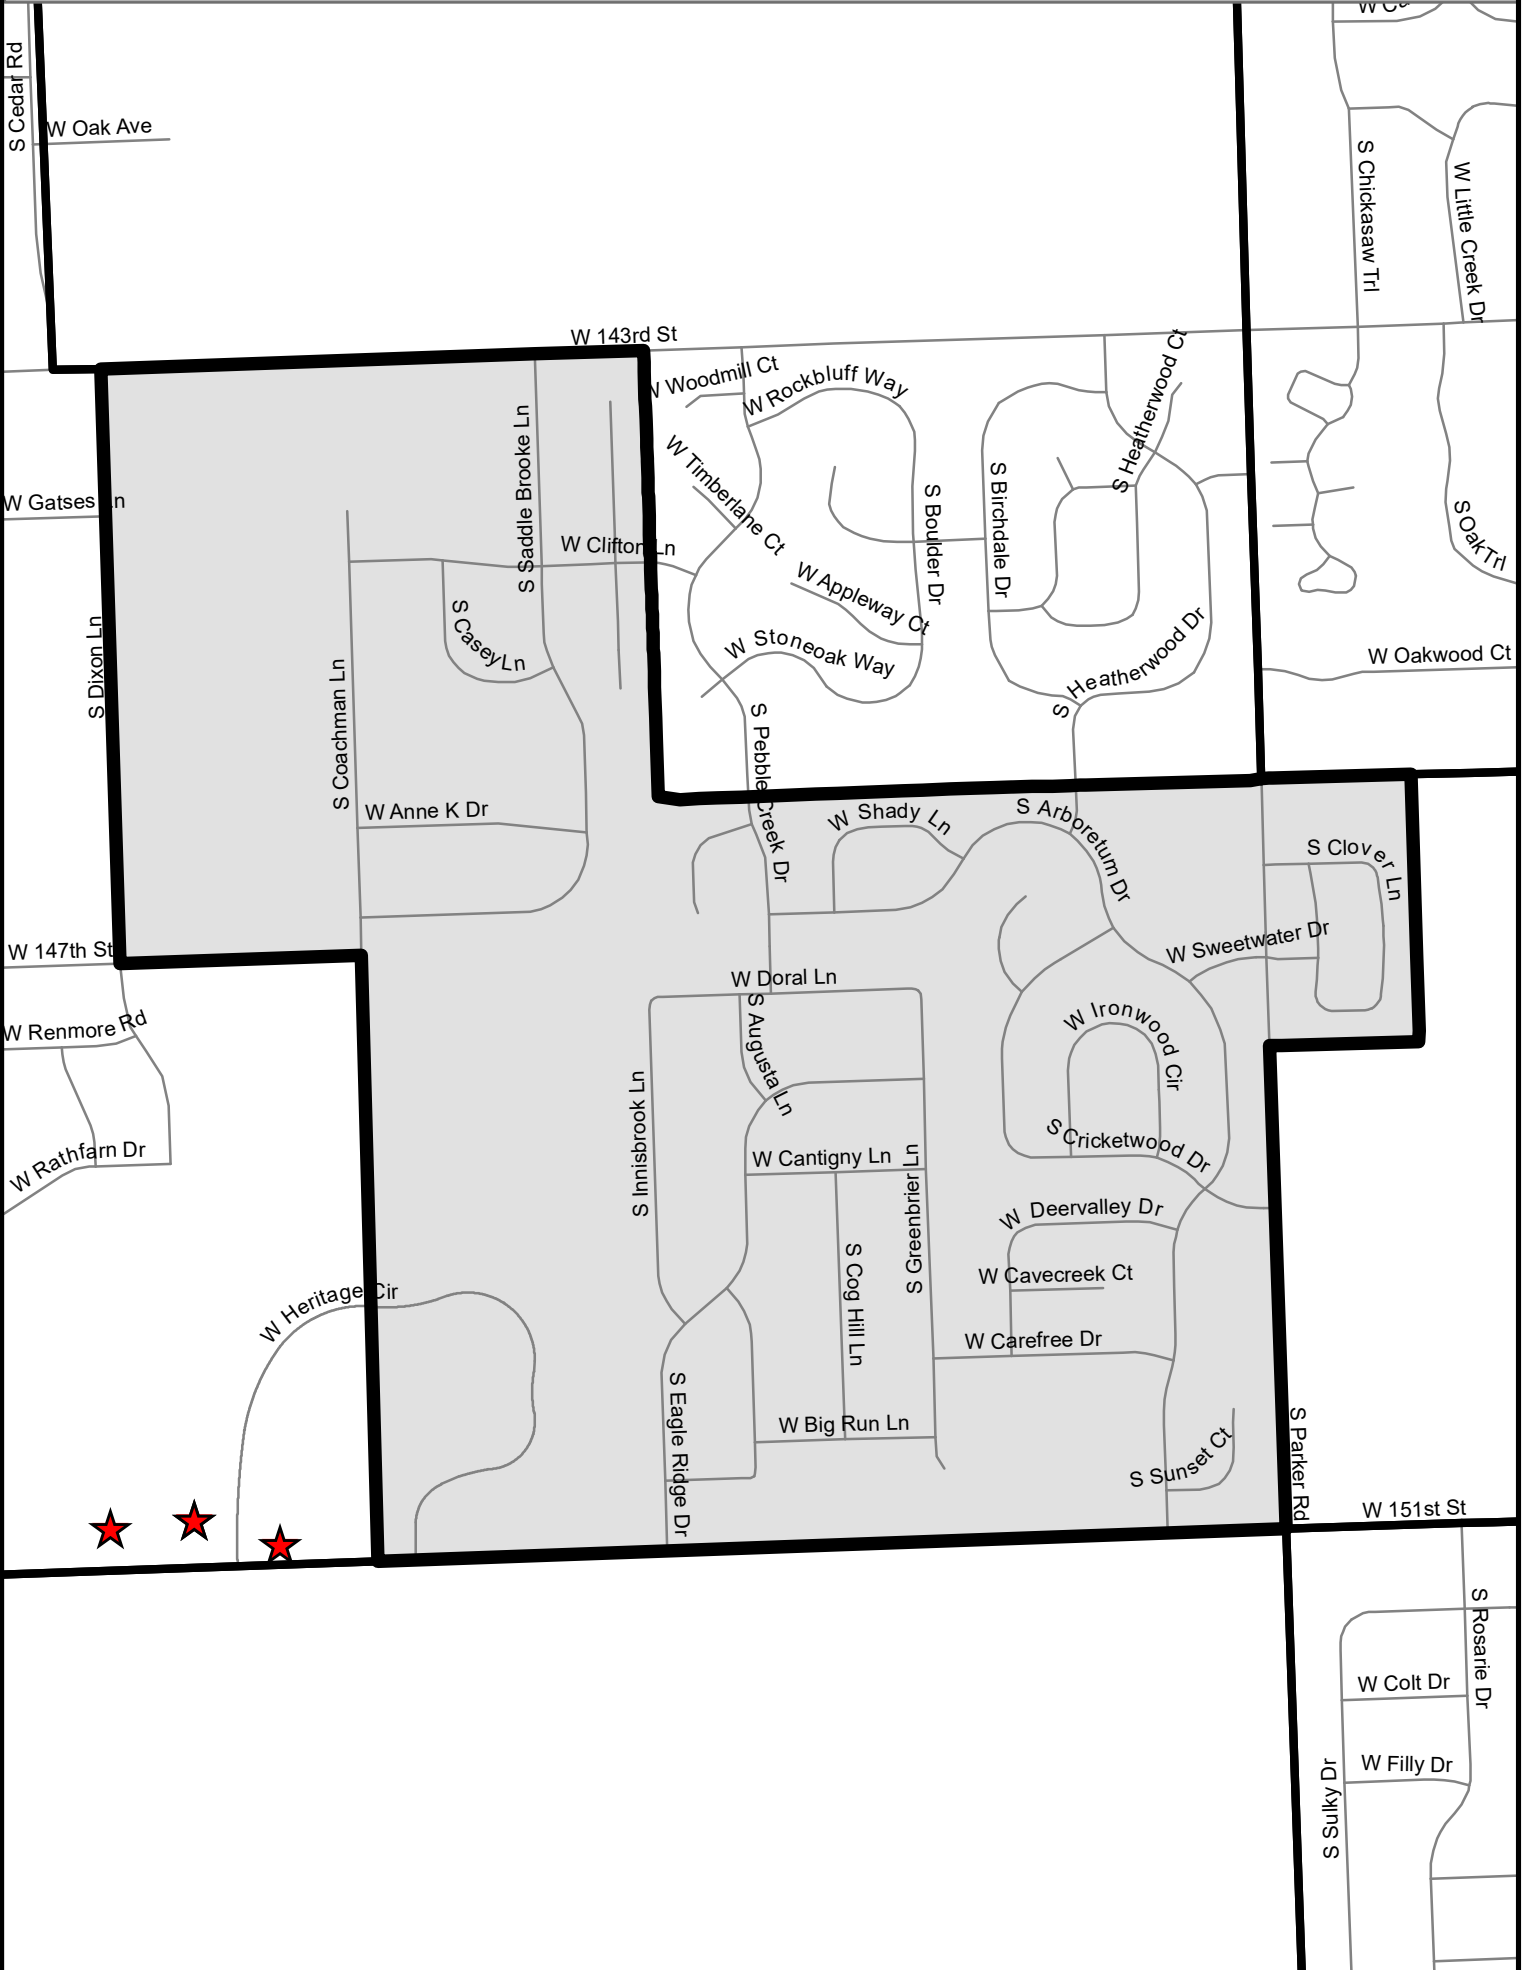 S Cedar Rd
W Oak Ave
S Chickasaw Trl
W Little Creek Dr
W 143rd St
W Woodmill Ct
W Rockbluff Way
S Heatherwood Ct
W Timberlane Ct
S Saddle Brooke Ln
W Gatses Ln
W Clifton Ln
S Boulder Dr
S Birchdale Dr
S Oak Trl
W Appleway Ct
S Casey Ln
W Stoneoak Way
S Heatherwood Dr
W Oakwood Ct
S Dixon Ln
S Coachman Ln
S Pebble Creek Dr
W Anne K Dr
W Shady Ln
S Arboretum Dr
S Clover Ln
W 147th St
W Sweetwater Dr
W Doral Ln
W Renmore Rd
S Augusta Ln
W Ironwood Cir
S Innisbrook Ln
W Rathfarn Dr
W Cantigny Ln
S Cricketwood Dr
S Greenbrier Ln
W Deervalley Dr
S Cog Hill Ln
W Cavecreek Ct
W Heritage Cir
W Carefree Dr
S Eagle Ridge Dr
W Big Run Ln
S Sunset Ct
S Parker Rd
W 151st St
S Rosarie Dr
W Colt Dr
W Filly Dr
S Sulky Dr